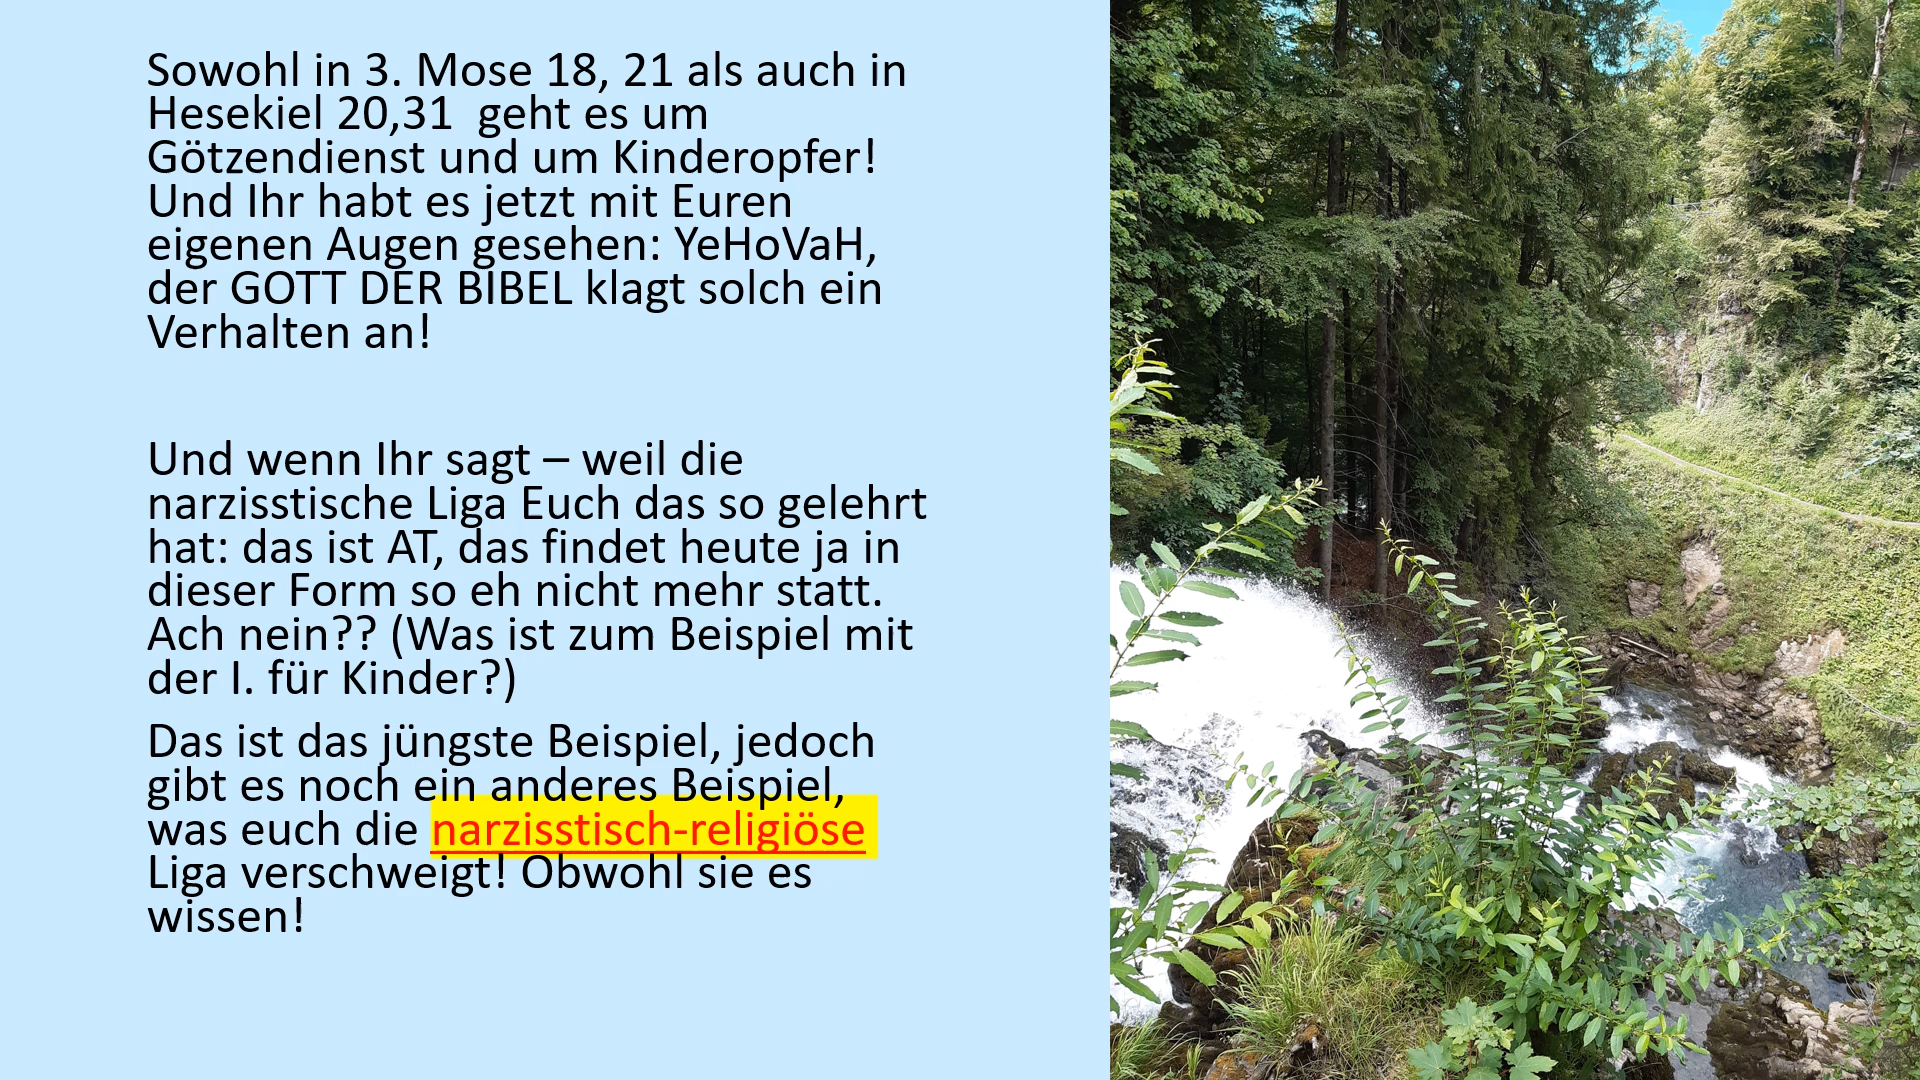 Sowohl in 3. Mose 18, 21 als auch in
Hesekiel 20,31  geht es um
Götzendienst und um Kinderopfer!
Und Ihr habt es jetzt mit Euren
eigenen Augen gesehen: YeHoVaH,
der GOTT DER BIBEL klagt solch ein
Verhalten an!
Und wenn Ihr sagt – weil die
narzisstische Liga Euch das so gelehrt
hat: das ist AT, das findet heute ja in
dieser Form so eh nicht mehr statt.
Ach nein?? (Was ist zum Beispiel mit
der I. für Kinder?)
Das ist das jüngste Beispiel, jedoch
gibt es noch ein anderes Beispiel,
was euch die narzisstisch-religiöse
Liga verschweigt! Obwohl sie es
wissen!